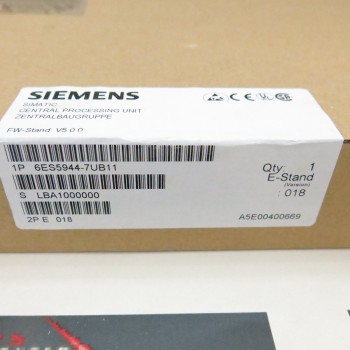 SIEMENS
SIMATIC
CENTRAL PROCESSING UNIT
ZENTRALBAUGRUPPE
FW-Stand: V5.0.0
1P 6ES5944-7UB11
S LBA1000000
2P E 018
Qty: 1
E-Stand
(Version)
: 018
A5E00400669